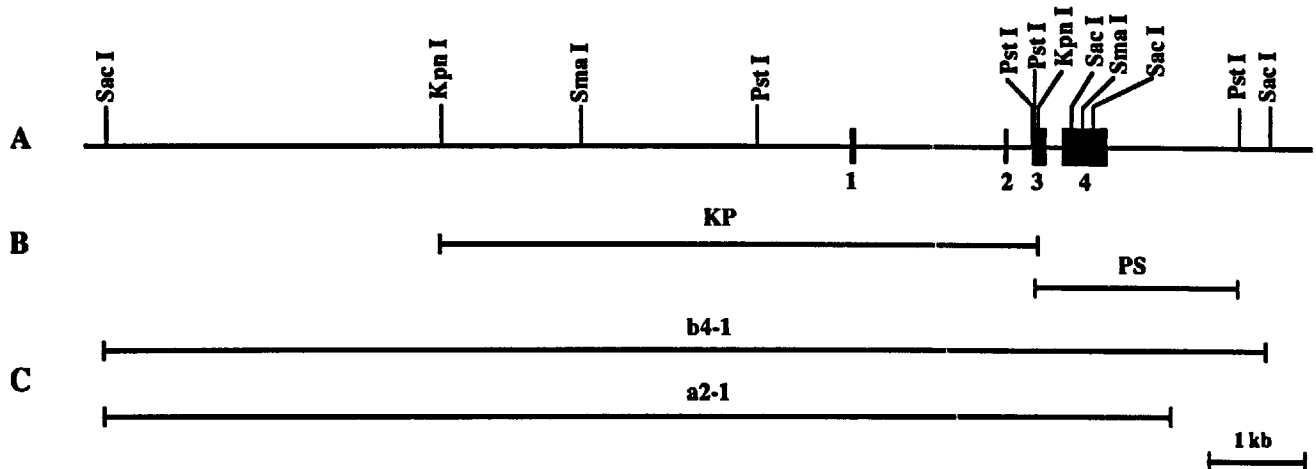 Sac I
Kpn I
Sma I
Pst I
Pst I
Pst I
Kpn I
Sac I
Sma I
Sac I
Pst I
Sac I
A
1
2
3
4
B
KP
PS
C
b4-1
a2-1
1 kb